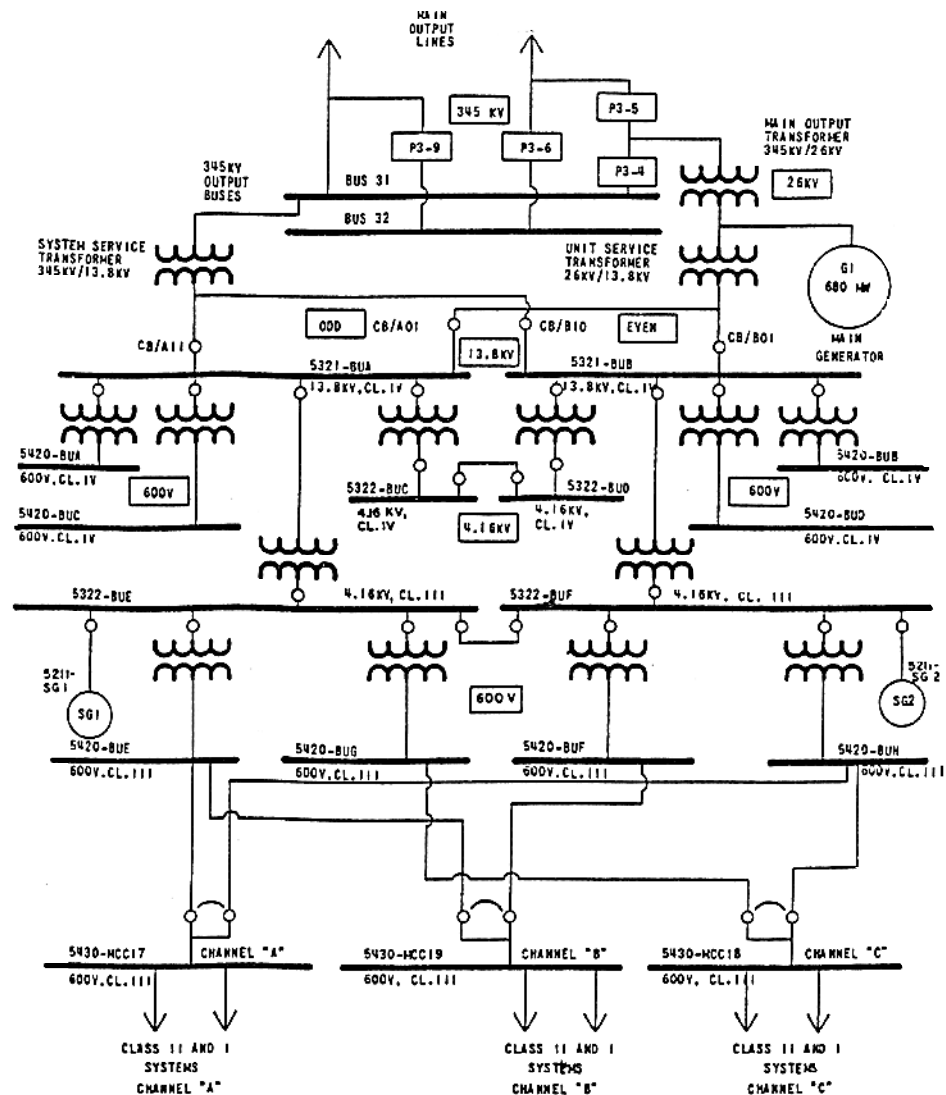 MAIN
OUTPUT
LINES
345 KV
P3-5
P3-9
P3-6
P3-4
MAIN OUTPUT
TRANSFORMER
345KV/26KV
26KV
345KV
OUTPUT
BUSES
BUS 31
BUS 32
SYSTEM SERVICE
TRANSFORMER
345KV/13.8KV
UNIT SERVICE
TRANSFORMER
26KV/13.8KV
G1
680 MW
MAIN
GENERATOR
ODD
CB/A01
CB/B10
EVEN
CB/A11
13.8KV
CB/B01
5321-BUA
5321-BUB
13.8KV,CL.IV
13.8KV,CL.IV
5420-BUA
600V,CL.IV
600V
5420-BUC
600V,CL.IV
5322-BUC
4.16 KV,
CL.IV
4.16KV
5322-BUD
4.16KV,
CL.IV
5420-BUB
600V, CL.IV
600V
5420-BUD
600V,CL.IV
5322-BUE
4.16KV, CL.III
5322-BUF
4.16KV, CL. III
5211-
SG1
SG1
600 V
5211-
SG2
SG2
5420-BUE
600V,CL.III
5420-BUG
600V,CL.III
5420-BUF
600V,CL.III
5420-BUH
600V,CL.III
5430-MCC17
CHANNEL "A"
600V,CL.III
5430-MCC19
CHANNEL "B"
600V, CL.III
5430-MCC18
CHANNEL "C"
600V, CL.III
CLASS II AND I
SYSTEMS
CHANNEL "A"
CLASS II AND I
SYSTEMS
CHANNEL "B"
CLASS II AND I
SYSTEMS
CHANNEL "C"